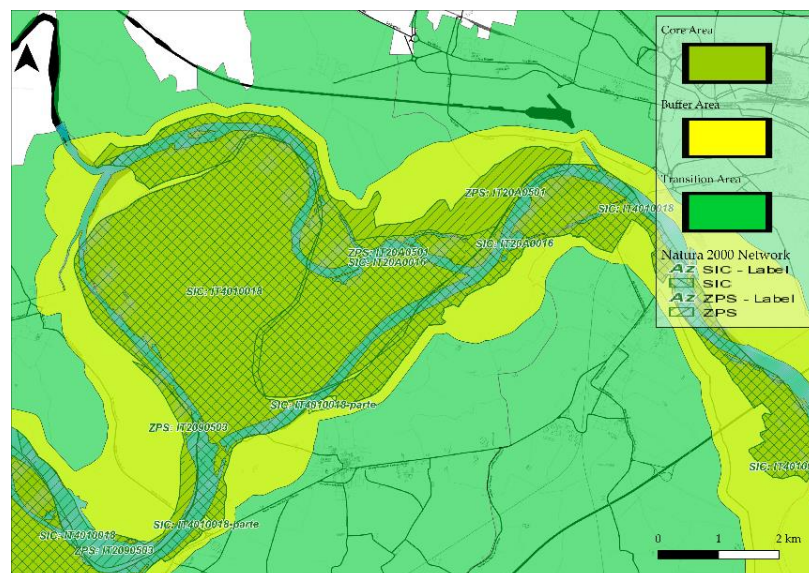 Core Area
Buffer Area
Transition Area
Natura 2000 Network
Az SIC - Label
SIC
Az ZPS - Label
ZPS
ZPS: IT20A0501
SIC: IT4010018
ZPS: IT20A0501
SIC: IT20A0016
SIC: IT20A0016
SIC: IT4010018
SIC: IT4010018-parte
ZPS: IT2090503
SIC: IT4010
SIC: IT4010018-parte
SIC: IT4010018
ZPS: IT2090503
0 1 2 km